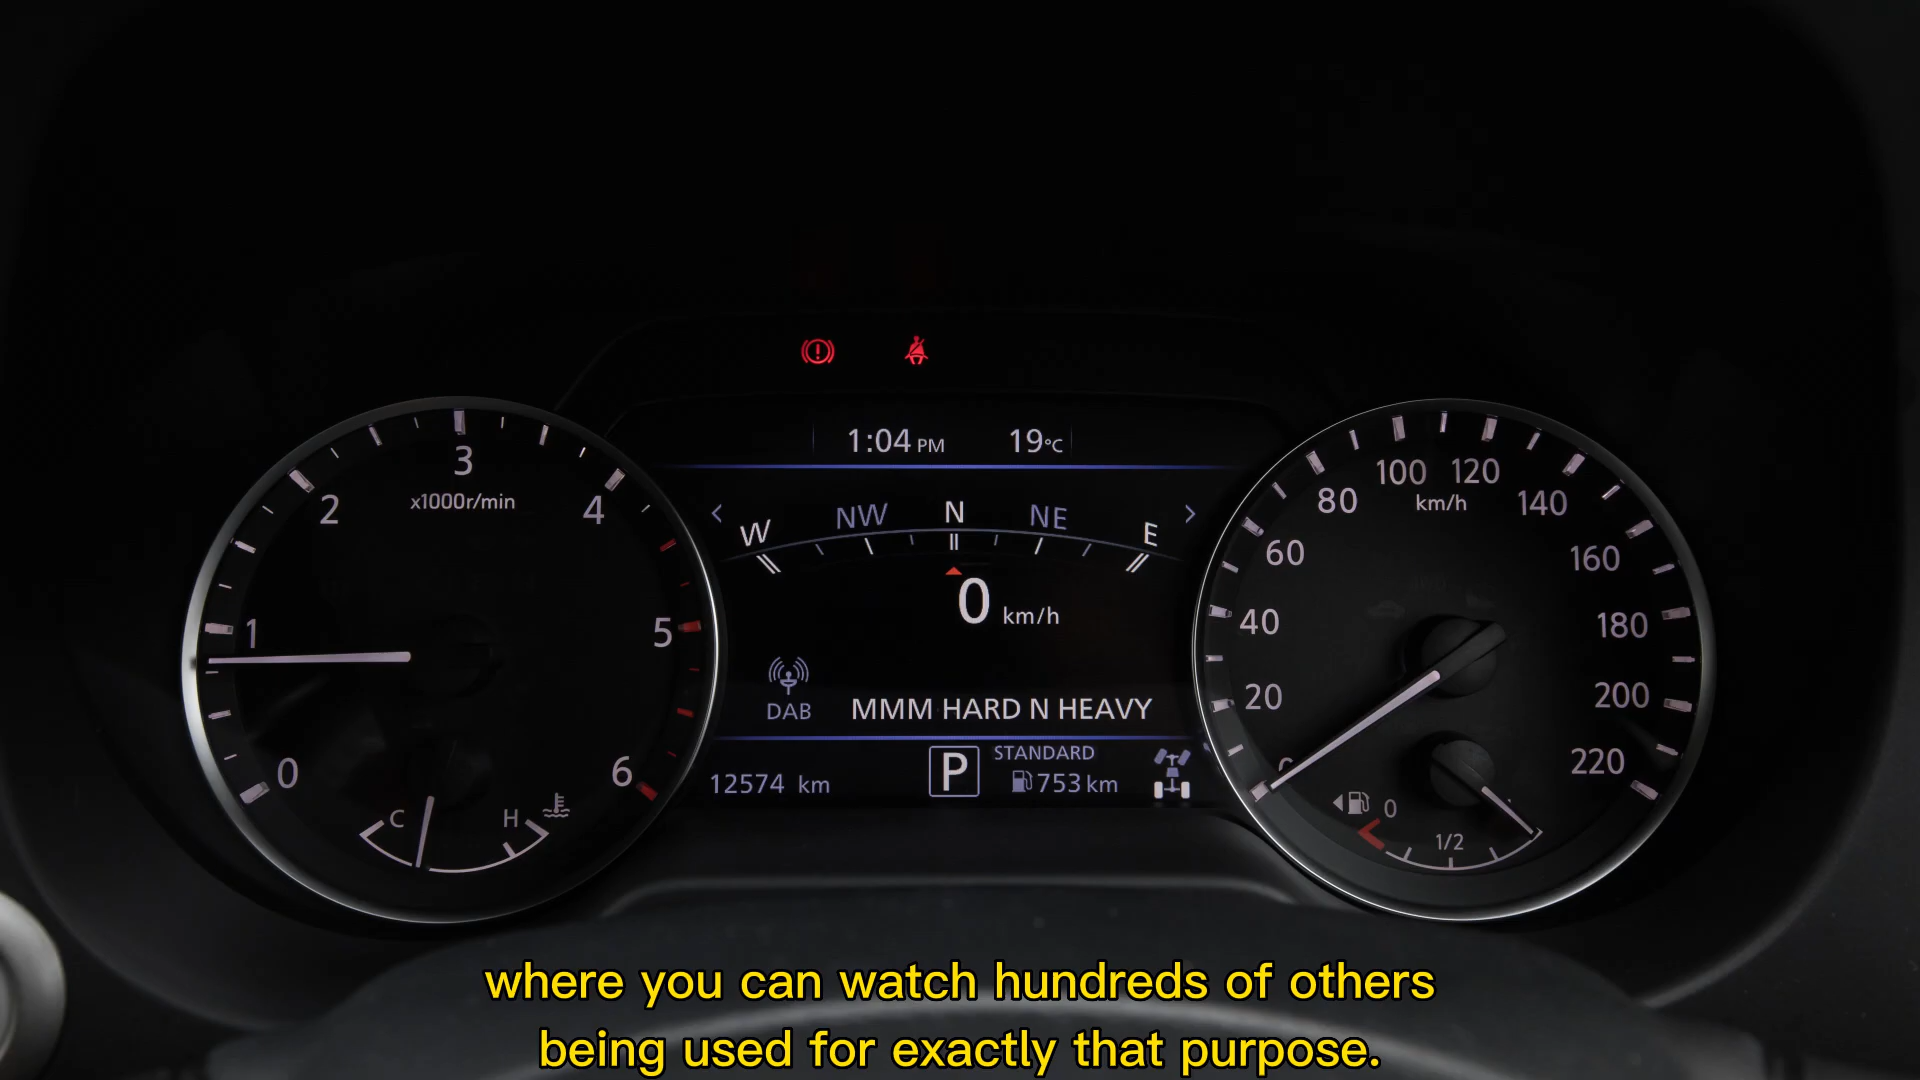 1:04 PM 19°C
W NW N NE E
0 km/h
DAB
MMM HARD N HEAVY
12574 km
P
STANDARD
753 km
0
1
2
3
4
5
6
x1000r/min
C H
20
40
60
80
100
120
140
160
180
200
220
km/h
0
1/2
where you can watch hundreds of others
being used for exactly that purpose.